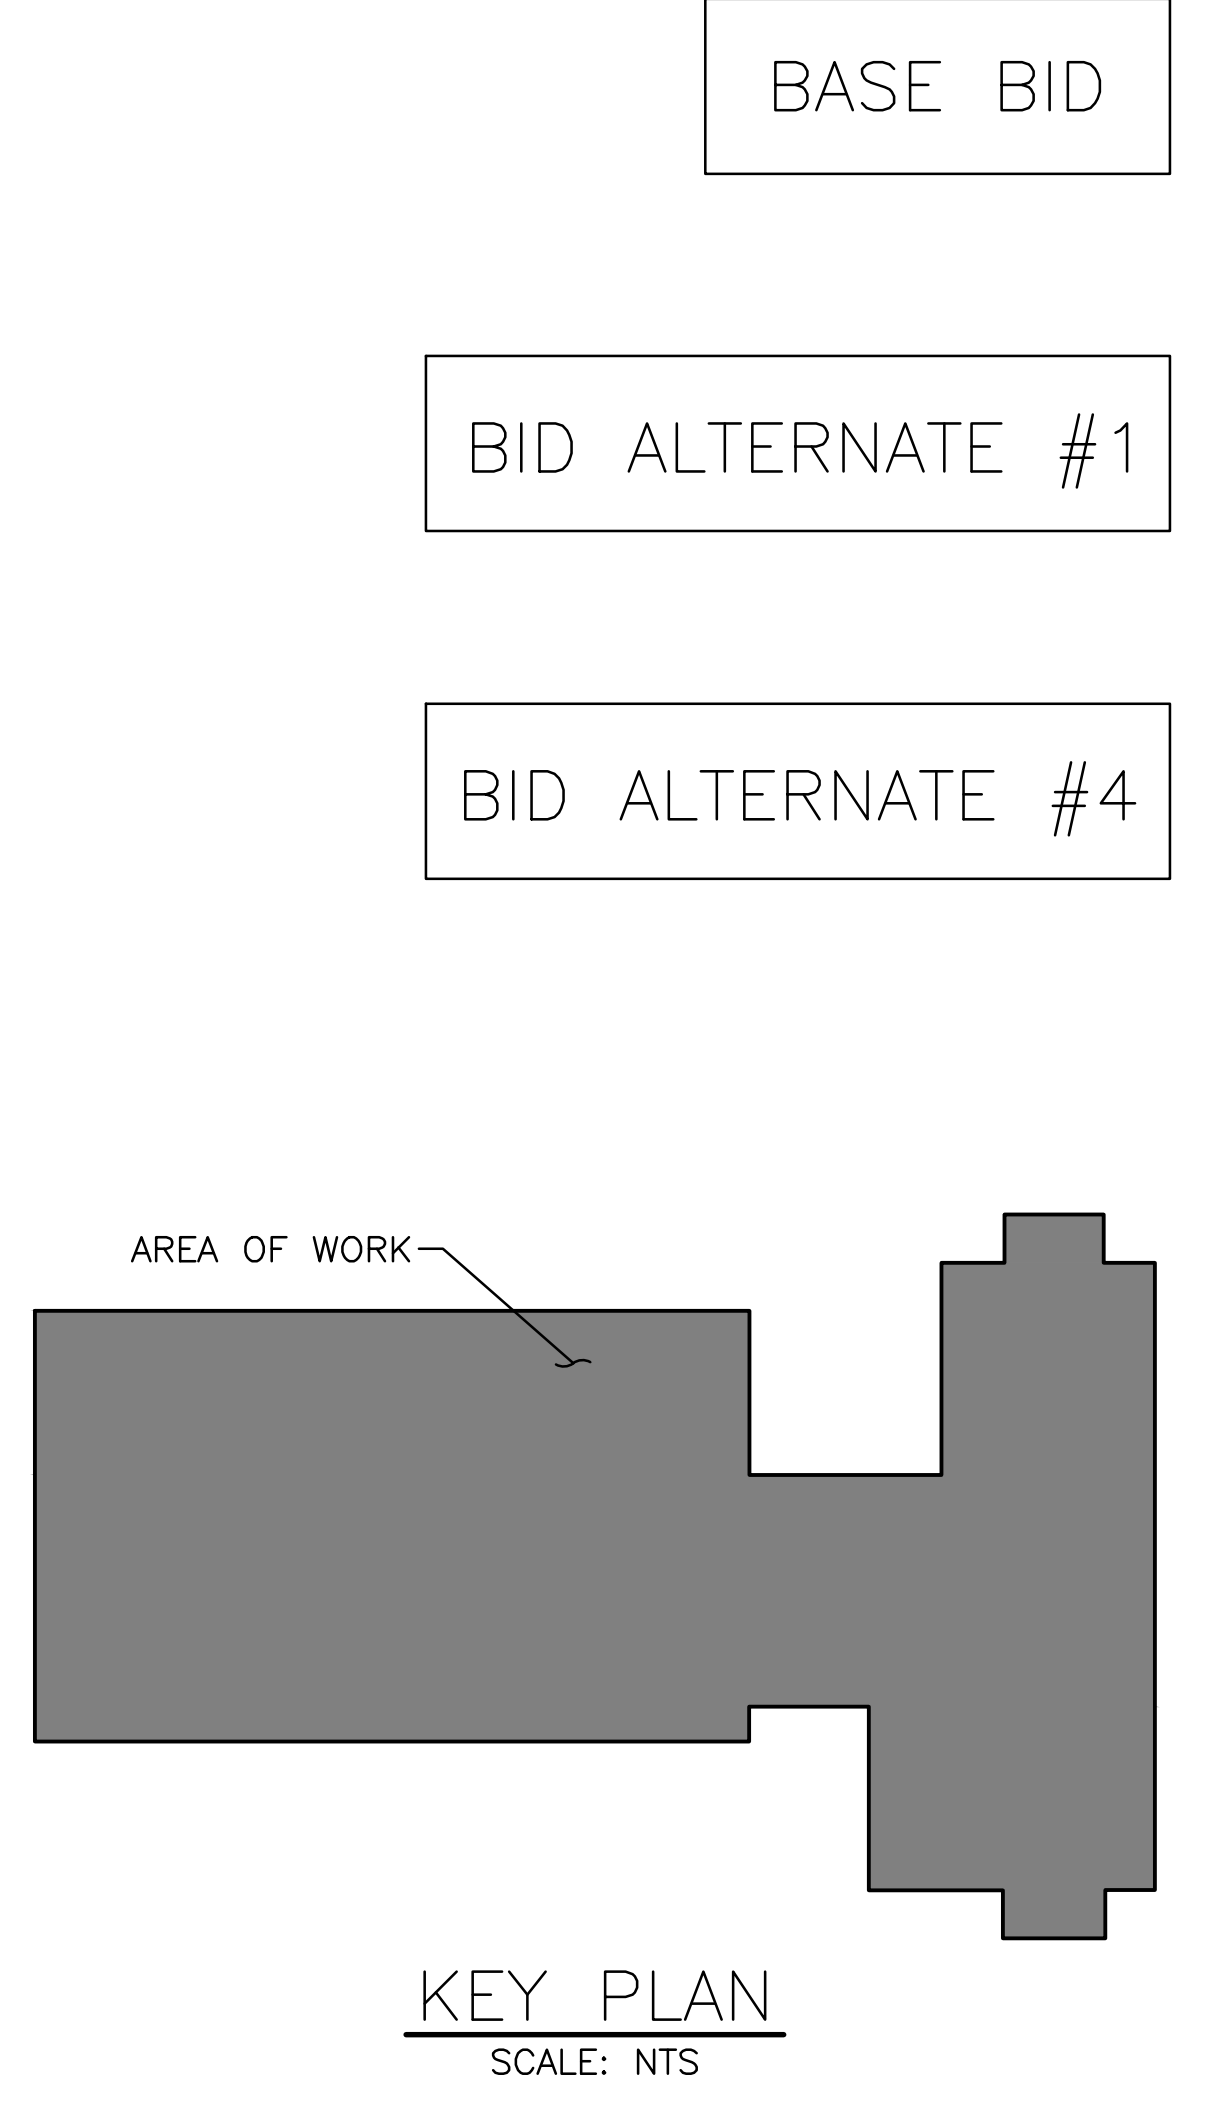 BASE BID
BID ALTERNATE #1
BID ALTERNATE #4
AREA OF WORK
KEY PLAN
SCALE: NTS